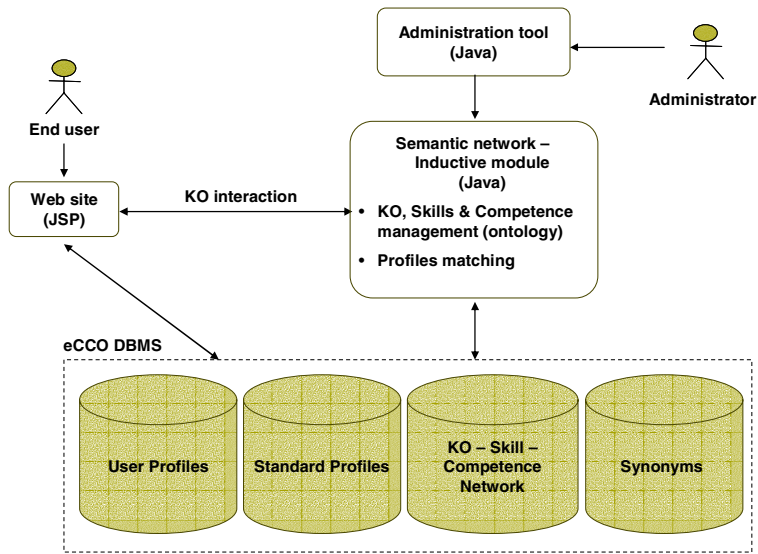 Administration tool
(Java)
Administrator
End user
Web site
(JSP)
KO interaction
Semantic network –
Inductive module
(Java)
• KO, Skills & Competence
management (ontology)
• Profiles matching
eCCO DBMS
User Profiles
Standard Profiles
KO – Skill –
Competence
Network
Synonyms